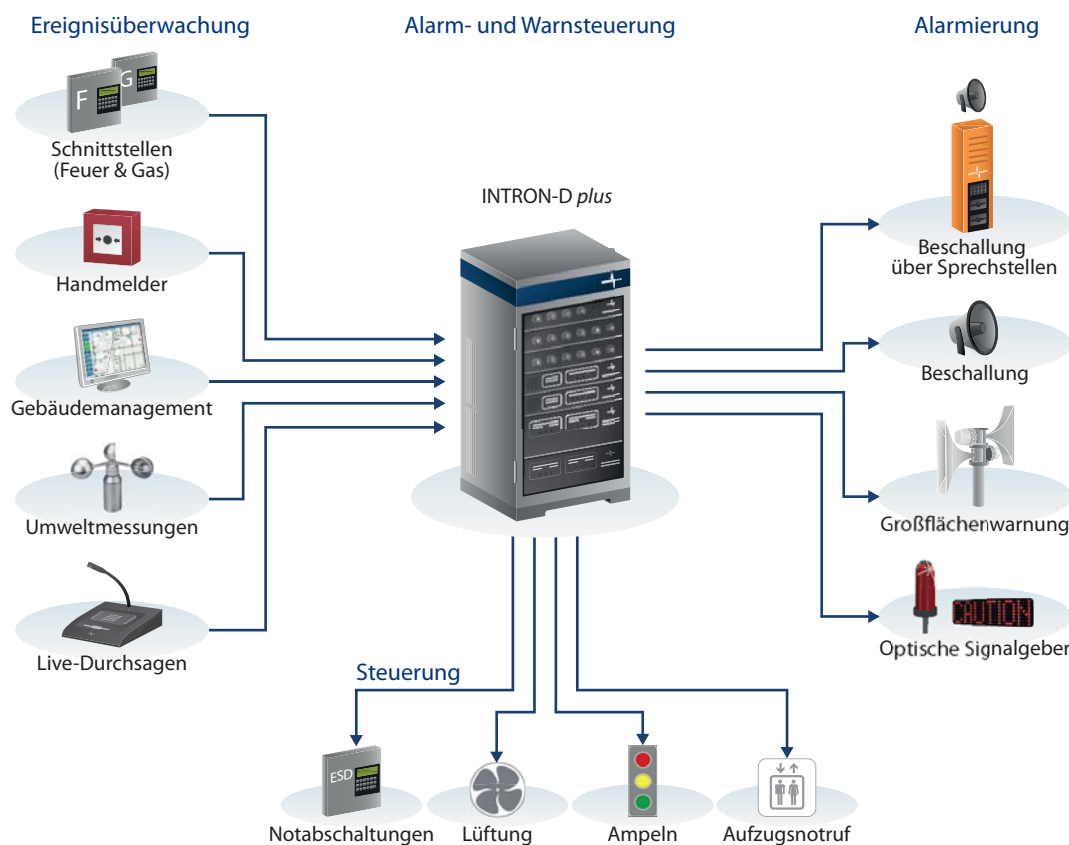 Ereignisüberwachung
Alarm- und Warnsteuerung
Alarmierung
F
G
Schnittstellen
(Feuer & Gas)
INTRON-D plus
Beschallung
über Sprechstellen
Handmelder
Beschallung
Gebäudemanagement
Umweltmessungen
Großflächenwarnung
CAUTION
Live-Durchsagen
Optische Signalgeber
Steuerung
ESD
Notabschaltungen
Lüftung
Ampeln
Aufzugsnotruf